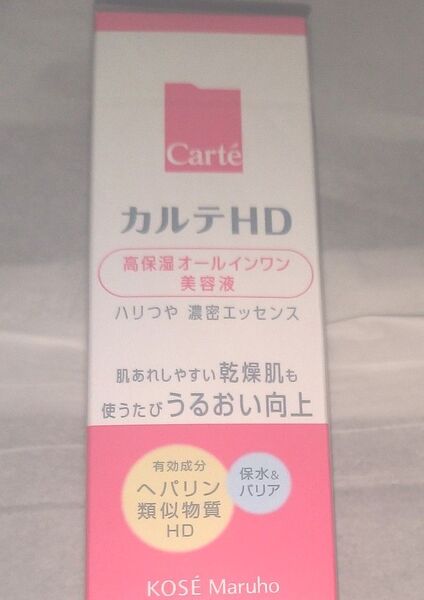 Carté
カルテHD
高保湿オールインワン
美容液
ハリつや 濃密エッセンス
肌あれしやすい乾燥肌も
使うたびうるおい向上
有効成分
ヘパリン
類似物質
HD
保水&
バリア
KOSÉ Maruho